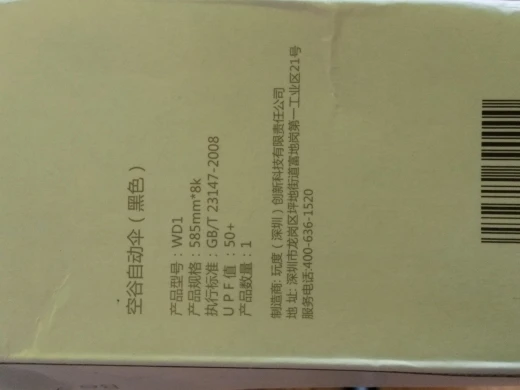 空谷自动伞（黑色）
产品型号：WD1
产品规格：585mm*8k
执行标准：GB/T 23147-2008
UPF值：50+
产品数量：1
制造商: 玩度（深圳）创新科技有限责任公司
地 址: 深圳市龙岗区坪地街道富地岗第一工业区21号
服务电话:400-636-1520